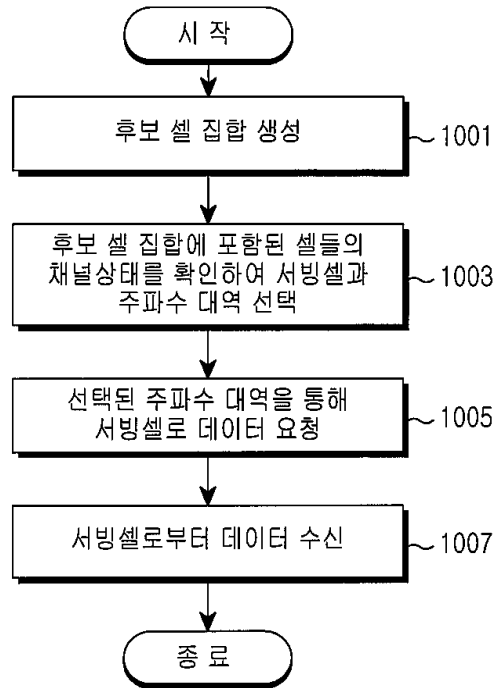 시 작
후보 셀 집합 생성
1001
후보 셀 집합에 포함된 셀들의
채널상태를 확인하여 서빙셀과
주파수 대역 선택
1003
선택된 주파수 대역을 통해
서빙셀로 데이터 요청
1005
서빙셀로부터 데이터 수신
1007
종 료